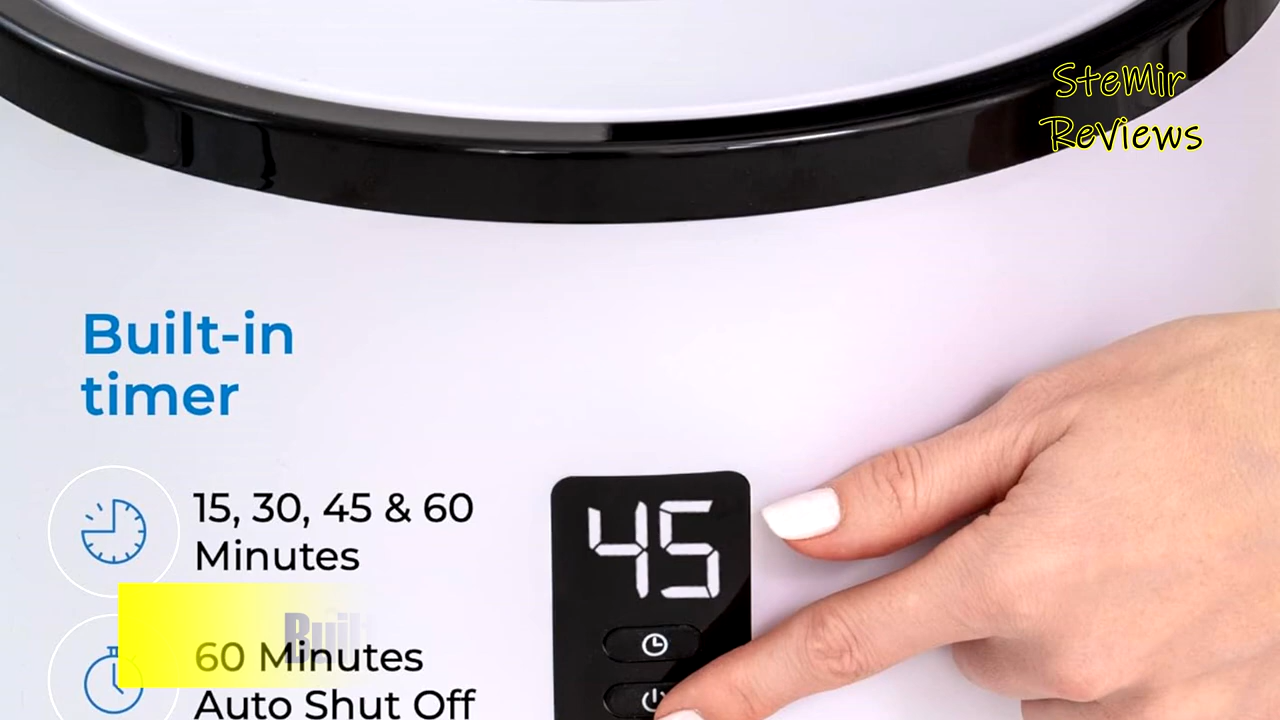 SteMir
Reviews
Built-in
timer
15, 30, 45 & 60
Minutes
45
60 Minutes
Auto Shut Off